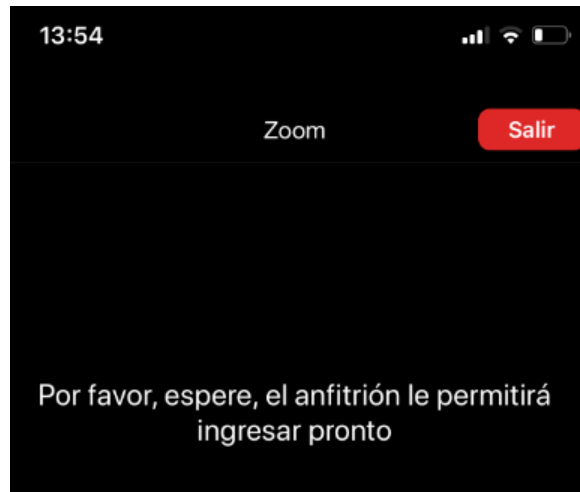 13:54
Zoom
Salir
Por favor, espere, el anfitrión le permitirá
ingresar pronto